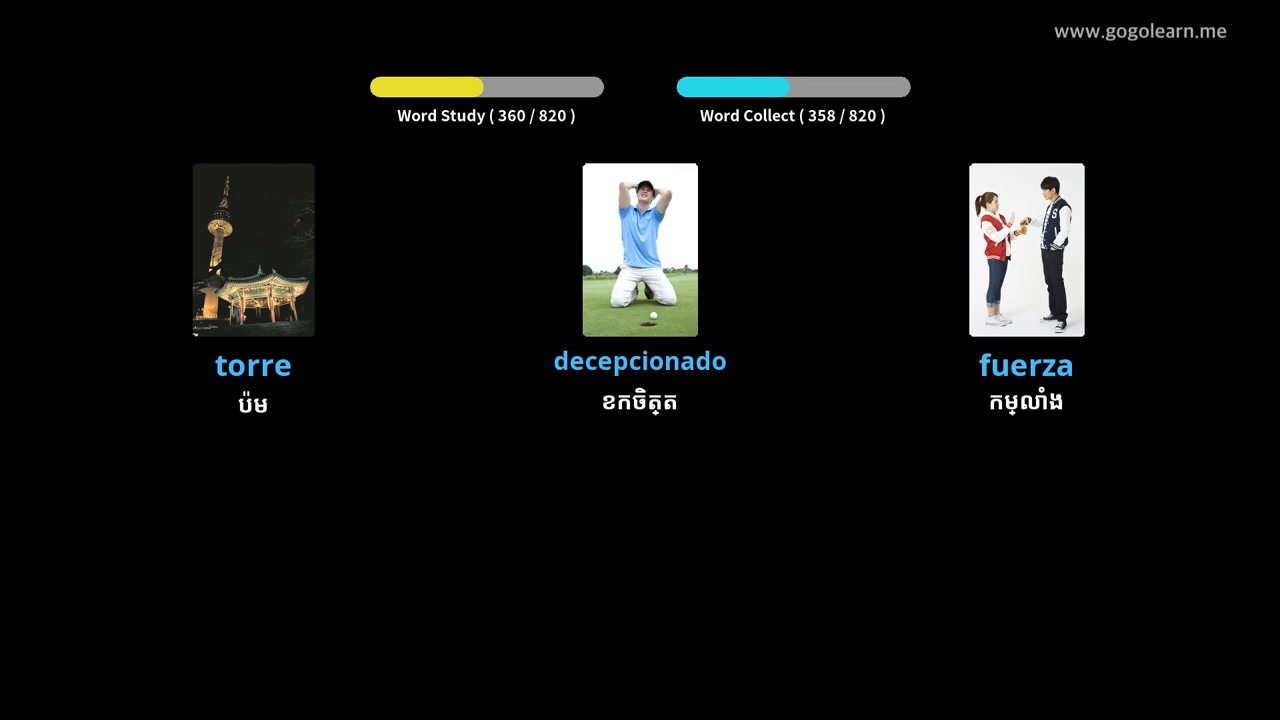 www.gogolearn.me
Word Study ( 360 / 820 )
Word Collect ( 358 / 820 )
torre
ប៉ម
decepcionado
ខកចិត្ត
fuerza
កម្លាំង